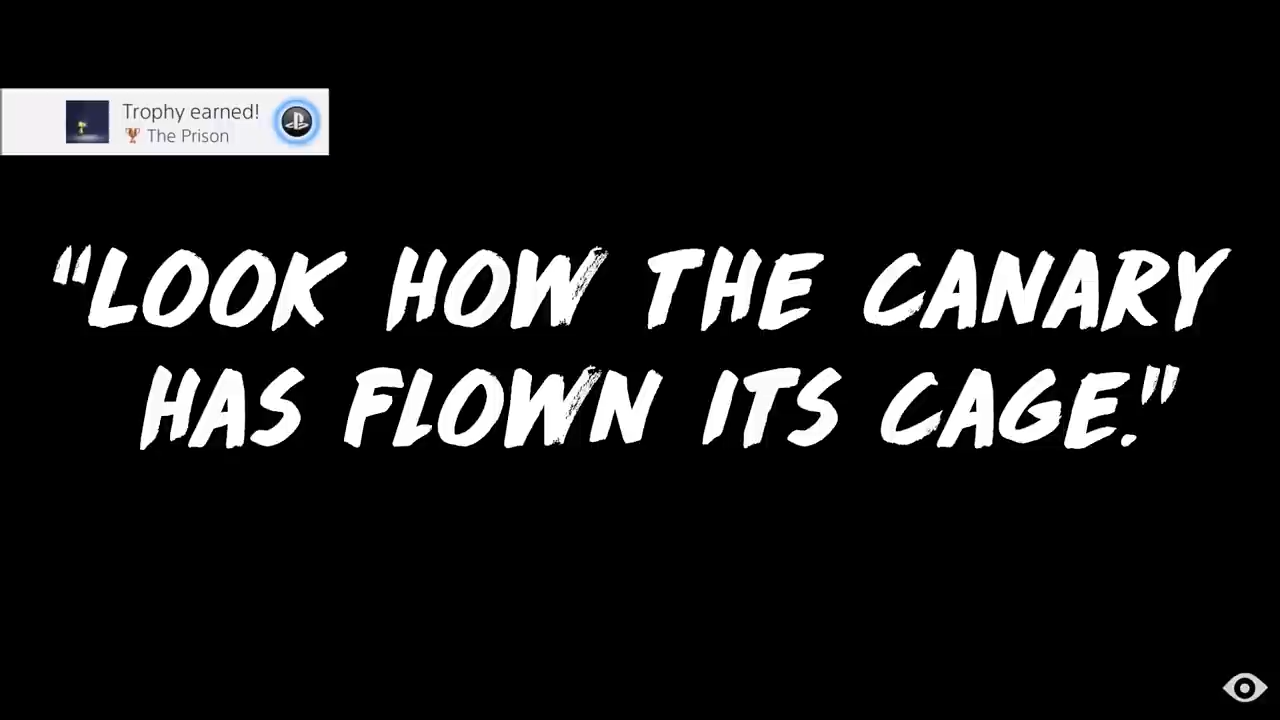 Trophy earned!
The Prison
"LOOK HOW THE CANARY
HAS FLOWN ITS CAGE."